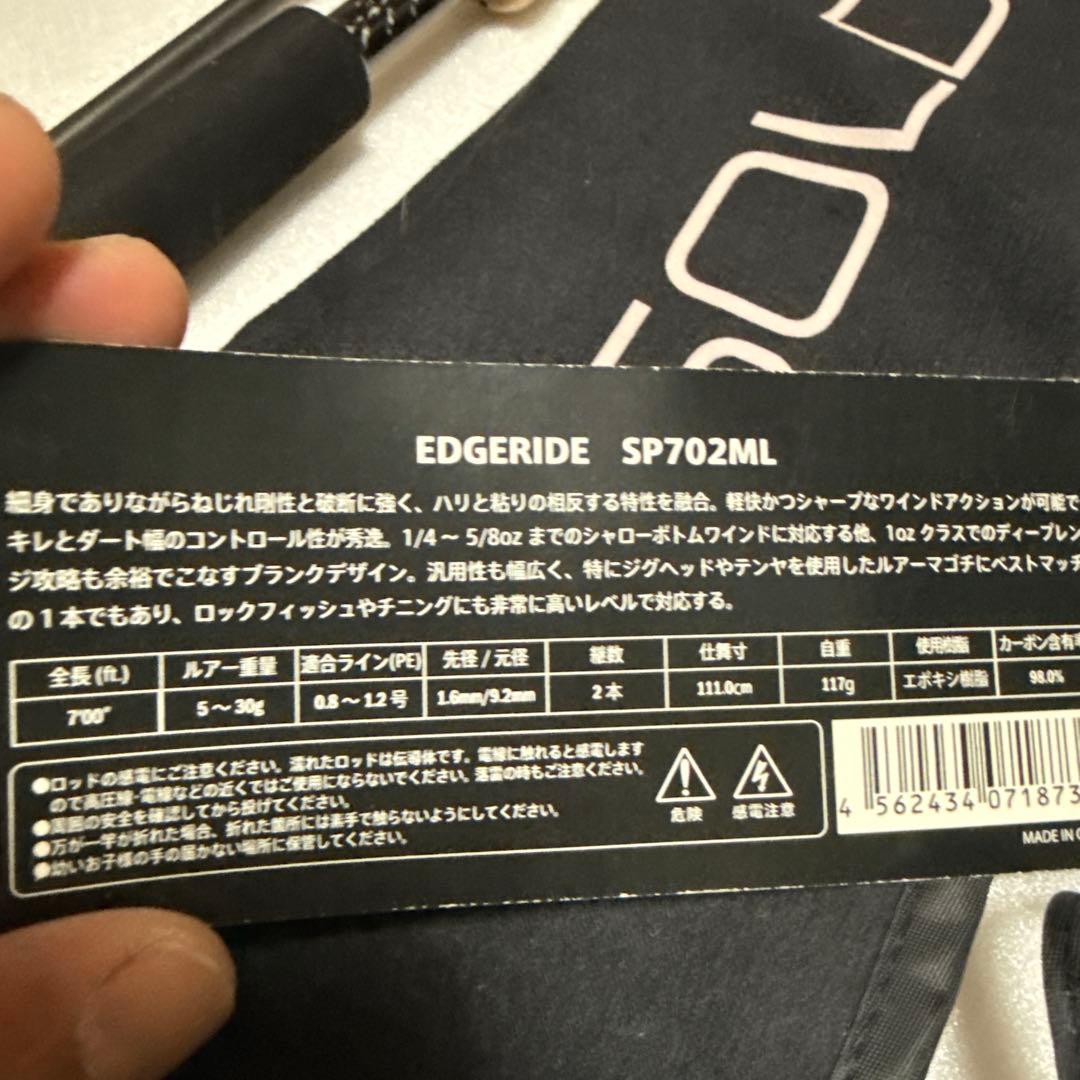 SOLD
EDGERIDE SP702ML
細身でありながらねじれ剛性と破断に強く、ハリと粘りの相反する特性を融合。軽快かつシャープなワインドアクションが可能で
キレとダート幅のコントロール性が秀逸。1/4～5/8oz までのシャローボトムワインドに対応する他、1oz クラスでのディープレン
ジ攻略も余裕でこなすブランクデザイン。汎用性も幅広く、特にジグヘッドやテンヤを使用したルアーマゴチにベストマッチ
の1本でもあり、ロックフィッシュやチニングにも非常に高いレベルで対応する。
全長 (ft.) ルアー重量 適合ライン(PE) 先径 / 元径 継数 仕舞寸 自重 使用樹脂 カーボン含有率
7'00" 5～30g 0.8～1.2号 1.6mm/9.2mm 2本 111.0cm 117g エポキシ樹脂 98.0%
●ロッドの感電にご注意ください。濡れたロッドは伝導体です。電線に触れると感電します
ので高圧線・電線などの近くではご使用にならないでください。落雷の時もご注意ください。
●周囲の安全を確認してから投げてください。
●万が一竿が折れた場合、折れた箇所には素手で触らないようにしてください。
●幼いお子様の手の届かない場所に保管してください。
危険 感電注意
4 562434 071873
MADE IN